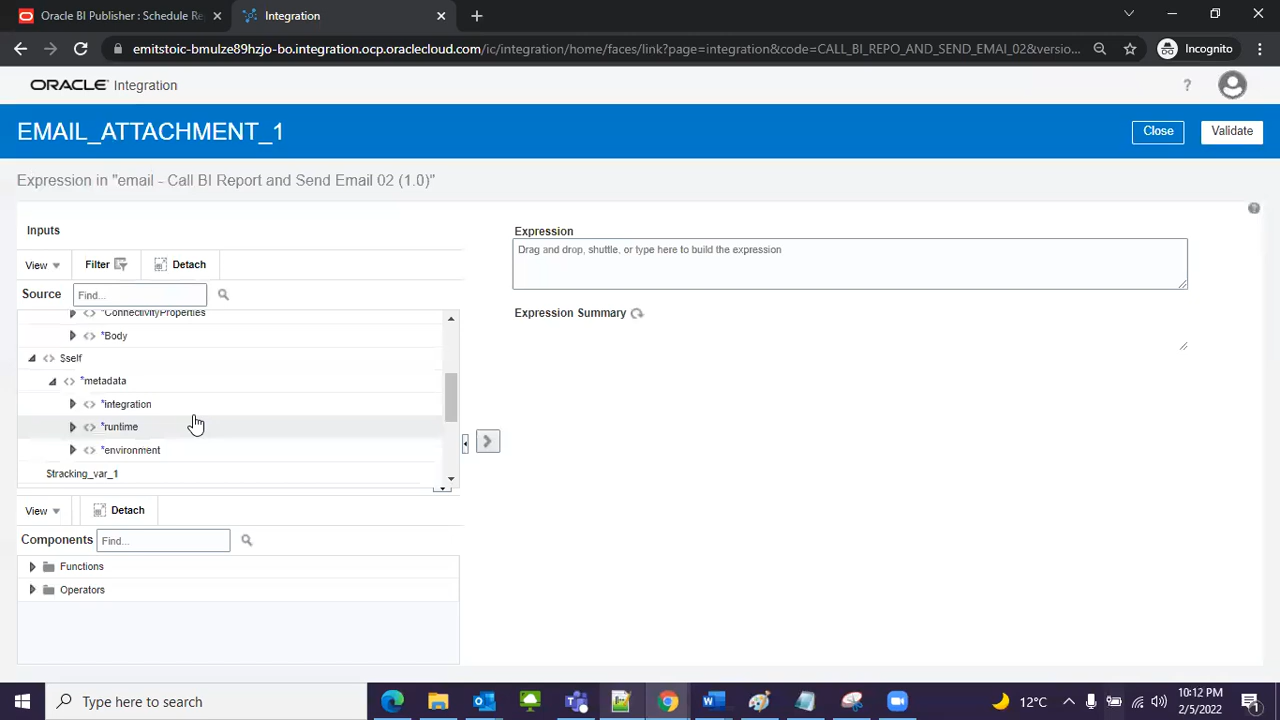 Oracle BI Publisher : Schedule Re
Integration
emitstoic-bmulze89hzjo-bo.integration.ocp.oraclecloud.com/ic/integration/home/faces/link?page=integration&code=CALL_BI_REPO_AND_SEND_EMAI_02&versio...
Incognito
ORACLE Integration
?
EMAIL_ATTACHMENT_1
Close
Validate
Expression in "email - Call BI Report and Send Email 02 (1.0)"
Inputs
View
Filter
Detach
Source
Find...
*ConnectivityProperties
*Body
$self
*metadata
*integration
*runtime
*environment
$tracking_var_1
View
Detach
Components
Find...
Functions
Operators
Expression
Drag and drop, shuttle, or type here to build the expression
Expression Summary
Type here to search
12°C
10:12 PM
2/5/2022
1